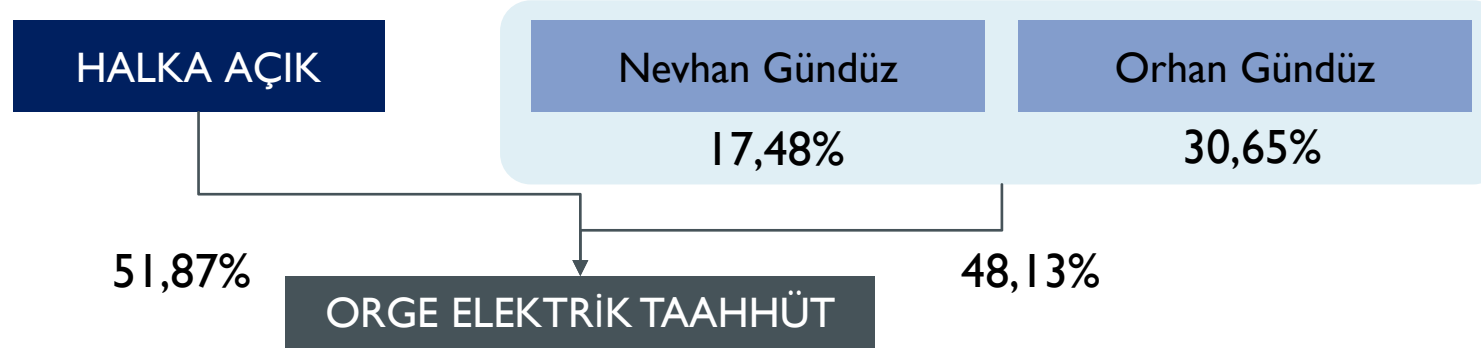 HALKA AÇIK
Nevhan Gündüz
Orhan Gündüz
17,48%
30,65%
51,87%
48,13%
ORGE ELEKTRİK TAAHHÜT